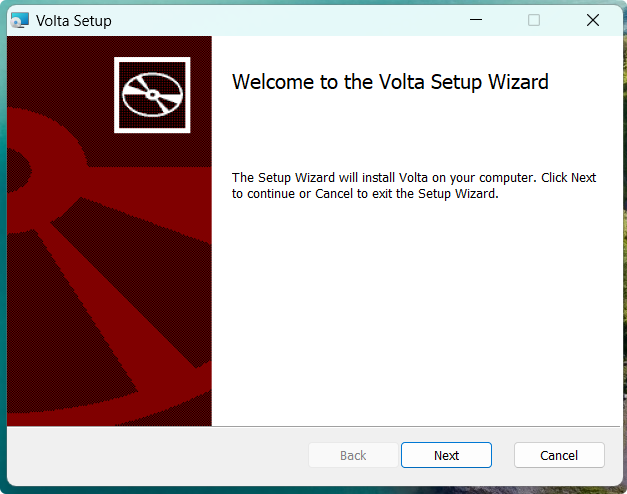 Volta Setup
Welcome to the Volta Setup Wizard
The Setup Wizard will install Volta on your computer. Click Next
to continue or Cancel to exit the Setup Wizard.
Back
Next
Cancel